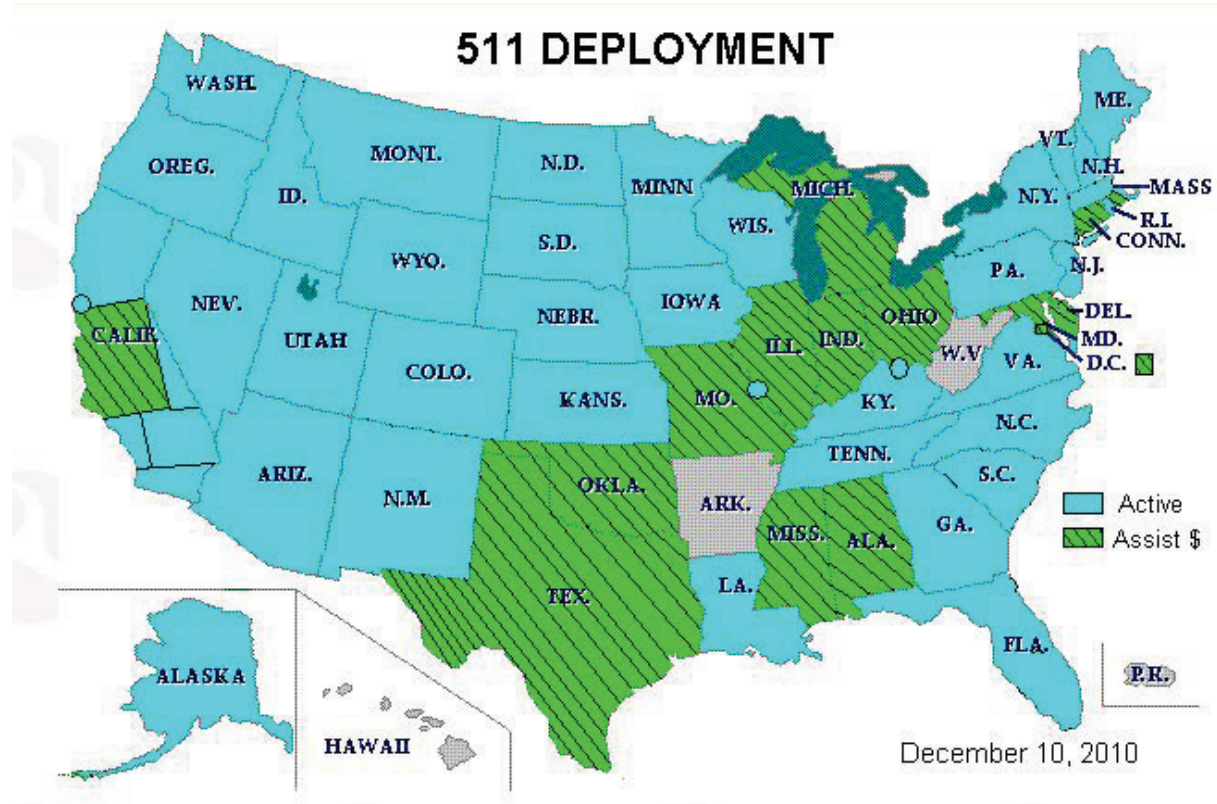 511 DEPLOYMENT
WASH.
OREG.
ID.
MONT.
N.D.
MINN
WIS.
MICH.
S.D.
WYO.
NEV.
UTAH
CALIF.
COLO.
NEBR.
IOWA
KANS.
MO.
ILL.
IND.
OHIO
PA.
N.Y.
VT.
ME.
N.H.
MASS
R.I.
CONN.
N.J.
DEL.
MD.
D.C.
W.V
VA.
KY.
N.C.
TENN.
S.C.
ARIZ.
N.M.
OKLA.
ARK.
TEX.
LA.
MISS.
ALA.
GA.
FLA.
Active
Assist $
ALASKA
HAWAII
P.R.
December 10, 2010